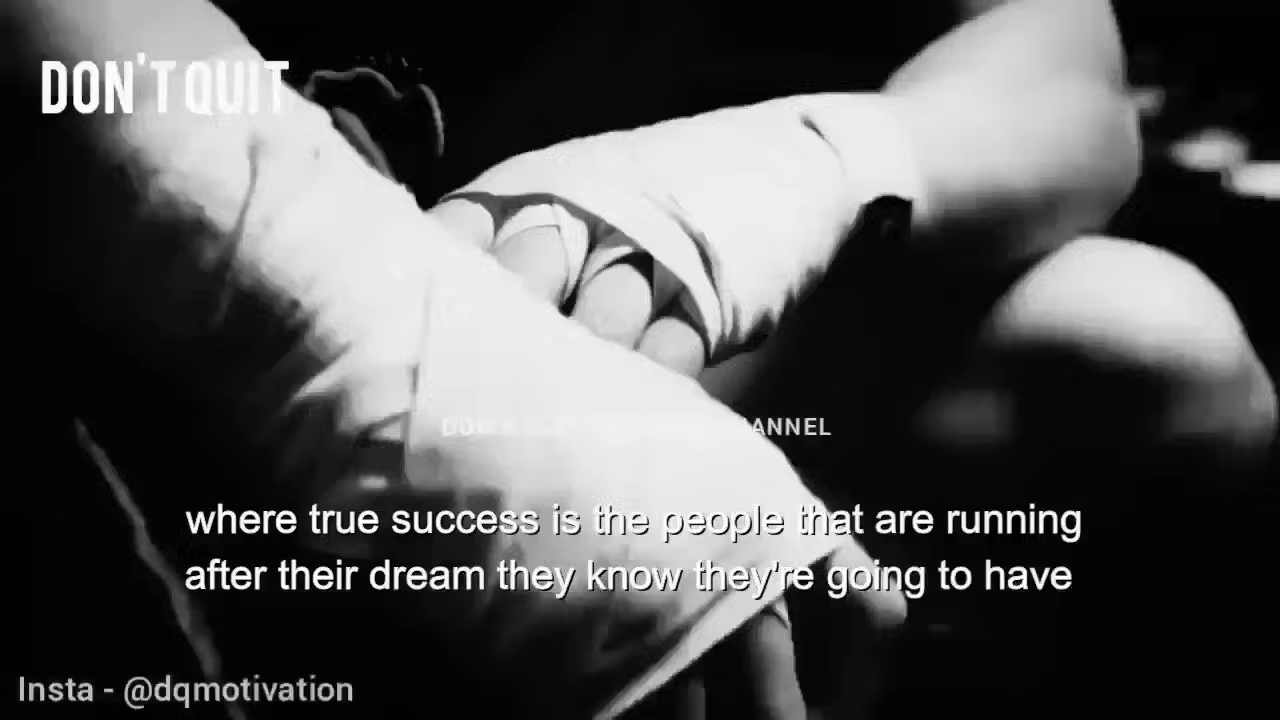 DON'T QUIT
CHANNEL
where true success is the people that are running
after their dream they know they're going to have
Insta - @dqmotivation